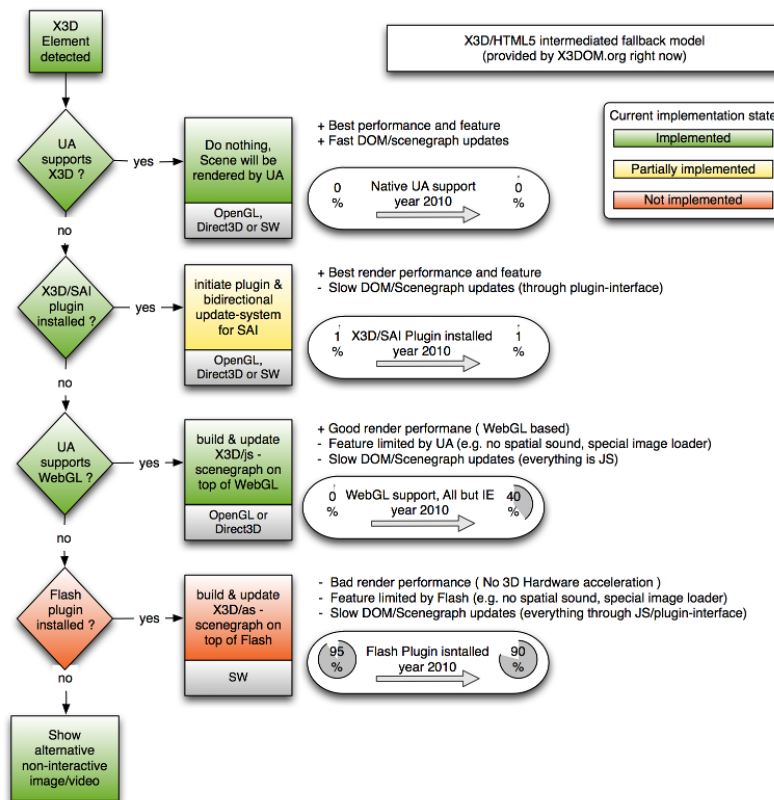 X3D
Element
detected
X3D/HTML5 intermediated fallback model
(provided by X3DOM.org right now)
Current implementation state
Implemented
Partially implemented
Not implemented
UA
supports
X3D ?
yes
no
Do nothing,
Scene will be
rendered by UA
OpenGL,
Direct3D or SW
+ Best performance and feature
+ Fast DOM/scenegraph updates
0
%
Native UA support
year 2010
0
%
X3D/SAI
plugin
installed ?
yes
no
initiate plugin &
bidirectional
update-system
for SAI
OpenGL,
Direct3D or SW
+ Best render performance and feature
- Slow DOM/Scenegraph updates (through plugin-interface)
1
%
X3D/SAI Plugin installed
year 2010
1
%
UA
supports
WebGL ?
yes
no
build & update
X3D/js -
scenegraph on
top of WebGL
OpenGL or
Direct3D
+ Good render performane ( WebGL based)
- Feature limited by UA (e.g. no spatial sound, special image loader)
- Slow DOM/Scenegraph updates (everything is JS)
0
%
WebGL support, All but IE
year 2010
40
%
Flash
plugin
installed ?
yes
no
build & update
X3D/as -
scenegraph on
top of Flash
SW
- Bad render performance ( No 3D Hardware acceleration )
- Feature limited by Flash (e.g. no spatial sound, special image loader)
- Slow DOM/Scenegraph updates (everything through JS/plugin-interface)
95
%
Flash Plugin isntalled
year 2010
90
%
Show
alternative
non-interactive
image/video